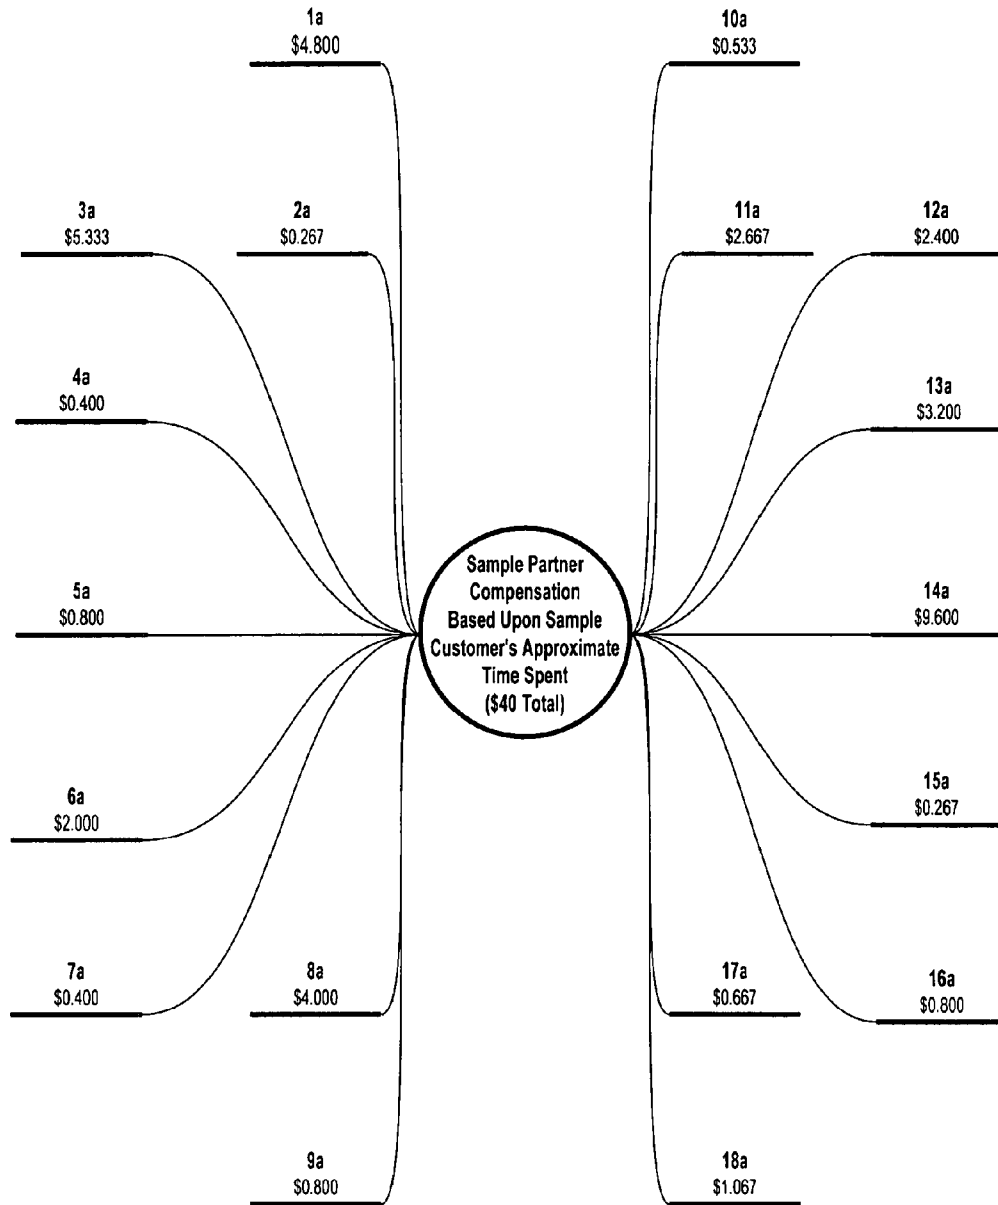 1a
$4.800
10a
$0.533
3a
$5.333
2a
$0.267
11a
$2.667
12a
$2.400
4a
$0.400
13a
$3.200
Sample Partner
Compensation
Based Upon Sample
Customer's Approximate
Time Spent
($40 Total)
5a
$0.800
14a
$9.600
6a
$2.000
15a
$0.267
7a
$0.400
8a
$4.000
17a
$0.667
16a
$0.800
9a
$0.800
18a
$1.067